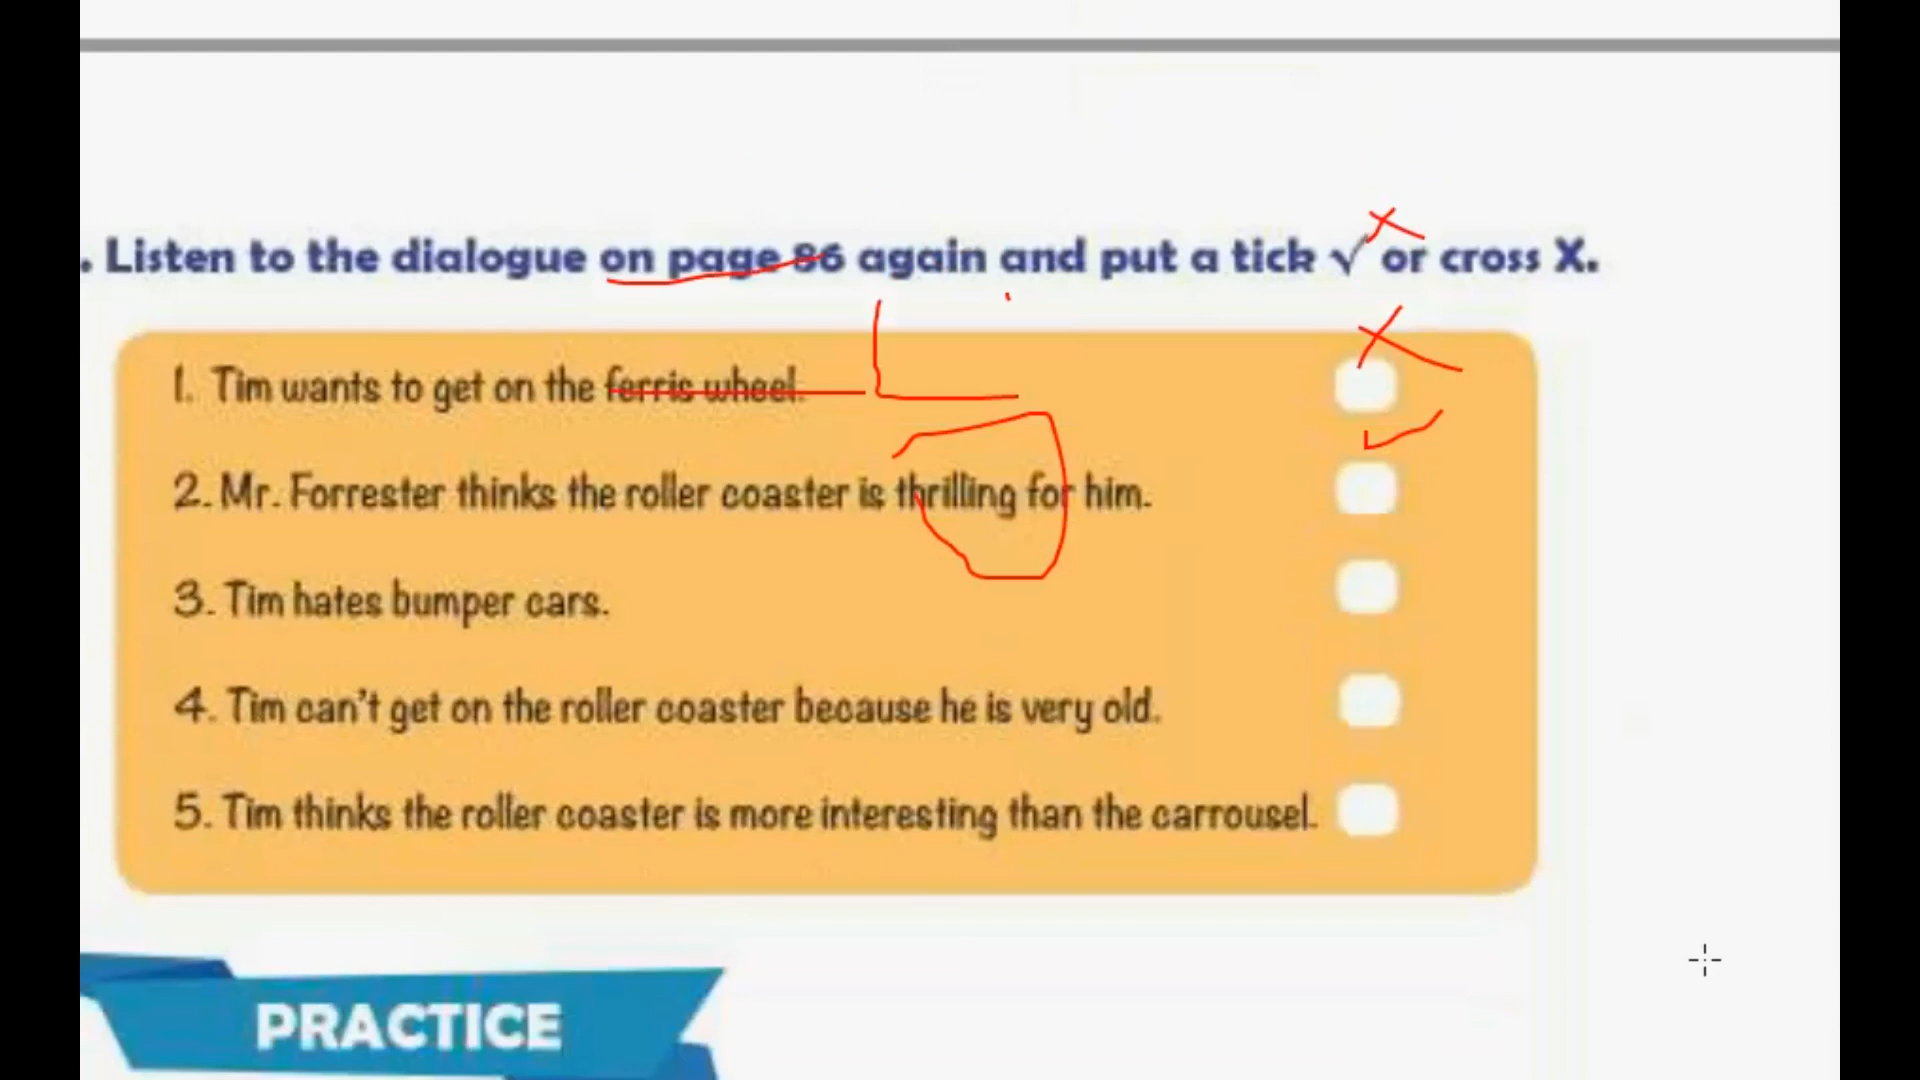 . Listen to the dialogue on page 86 again and put a tick √ or cross X.
1. Tim wants to get on the ferris wheel.
2. Mr. Forrester thinks the roller coaster is thrilling for him.
3. Tim hates bumper cars.
4. Tim can't get on the roller coaster because he is very old.
5. Tim thinks the roller coaster is more interesting than the carrousel.
PRACTICE